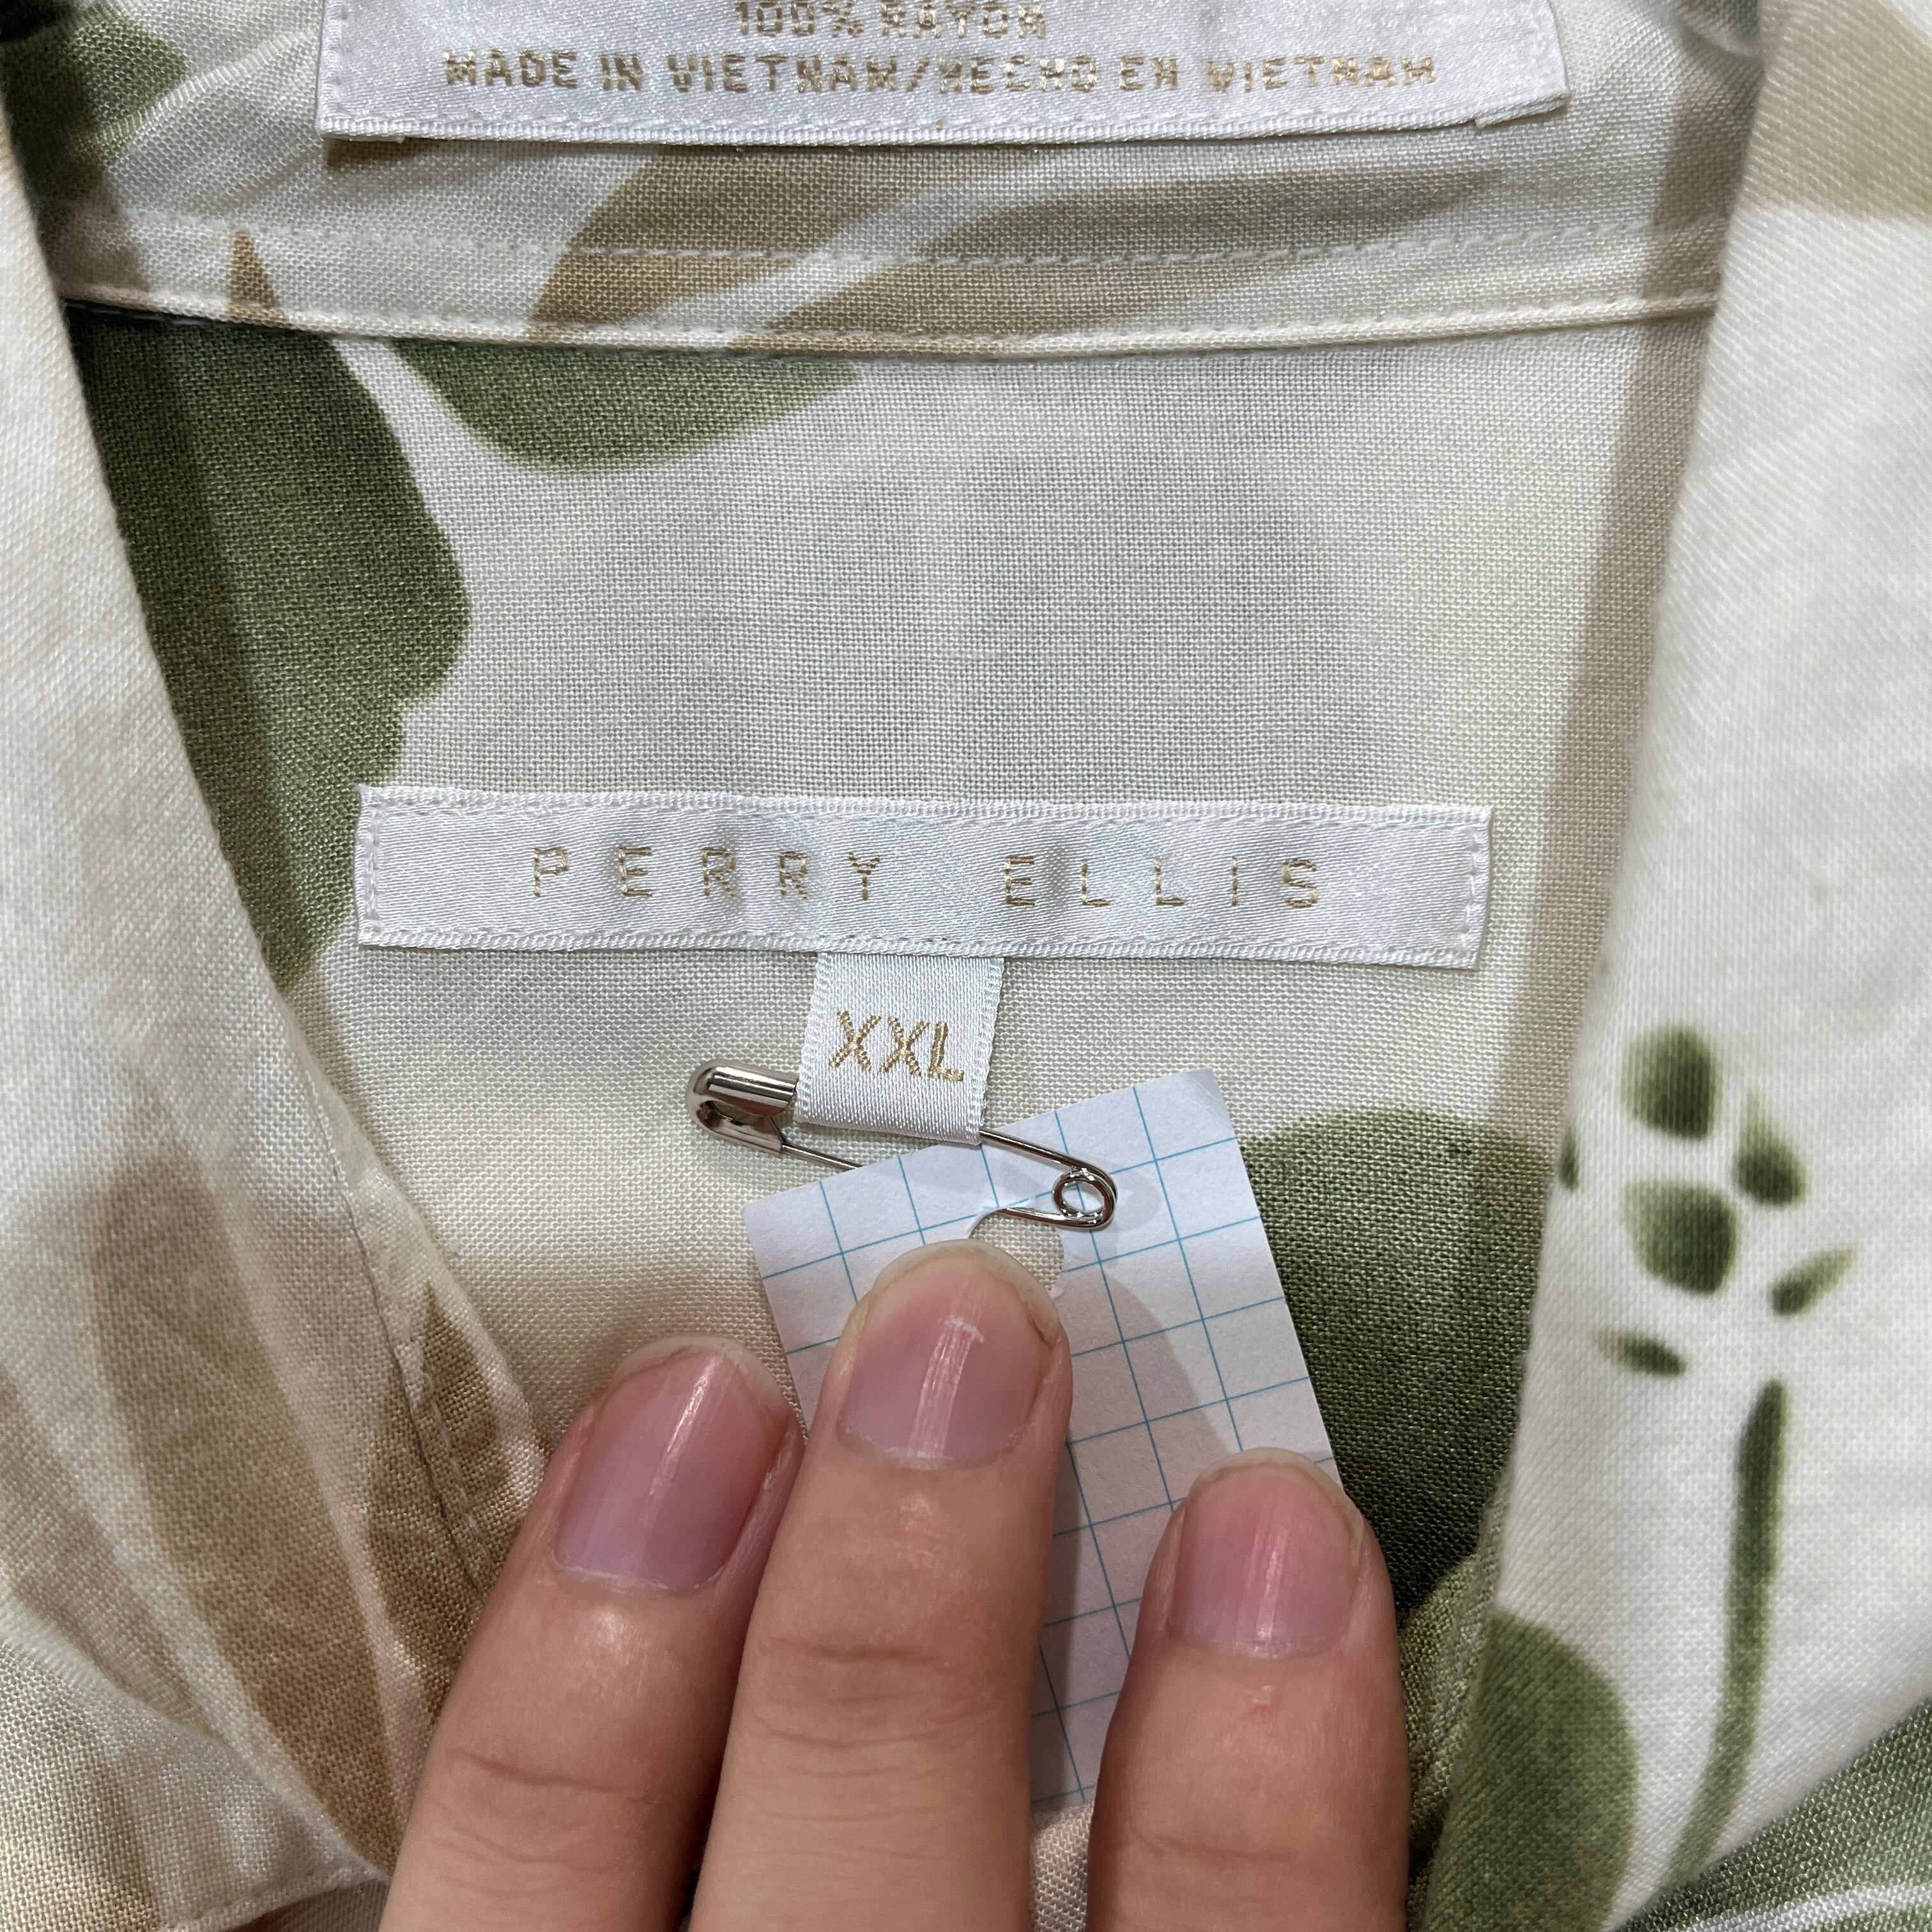 100% RAYON
MADE IN VIETNAM/HECHO EN VIETNAM
PERRY ELLIS
XXL